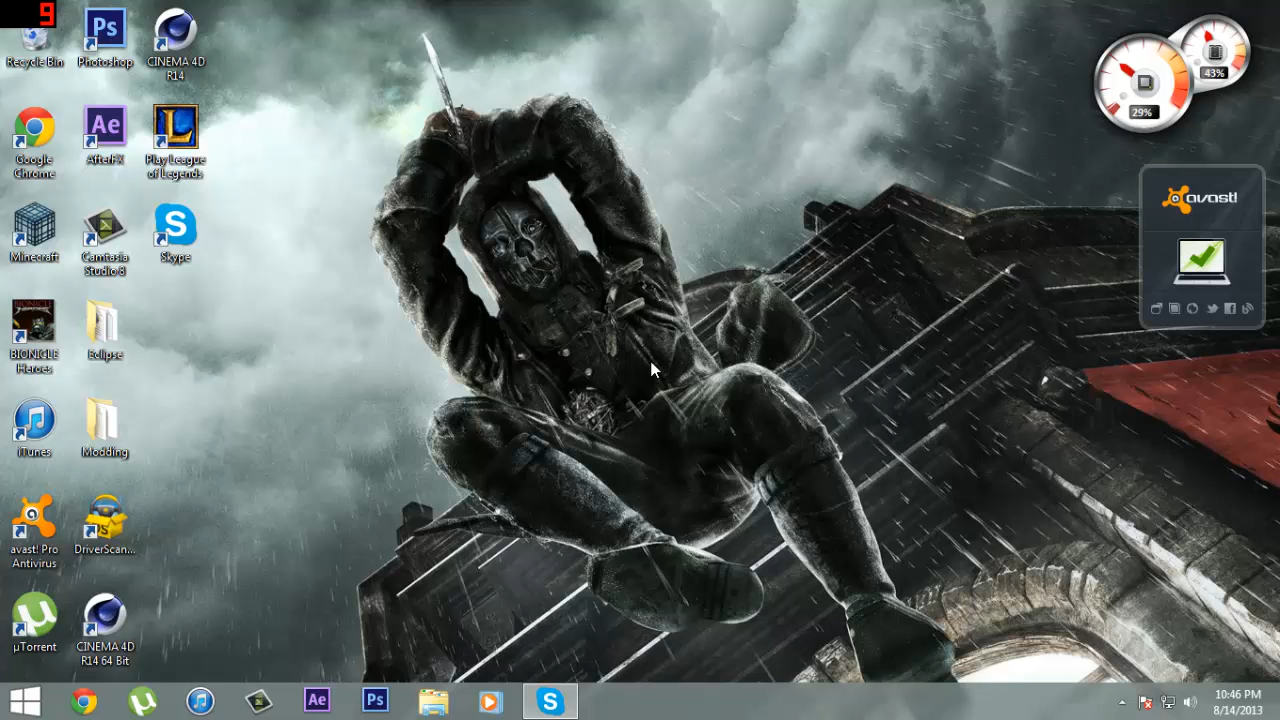 9
Recycle Bin
Photoshop
CINEMA 4D
R14
Google
Chrome
AfterFX
Play League
of Legends
Minecraft
Camtasia
Studio 8
Skype
BIONICLE
Heroes
Eclipse
iTunes
Modding
avast! Pro
Antivirus
DriverScan...
µTorrent
CINEMA 4D
R14 64 Bit
43%
29%
avast!
Ae
Ps
10:46 PM
8/14/2013